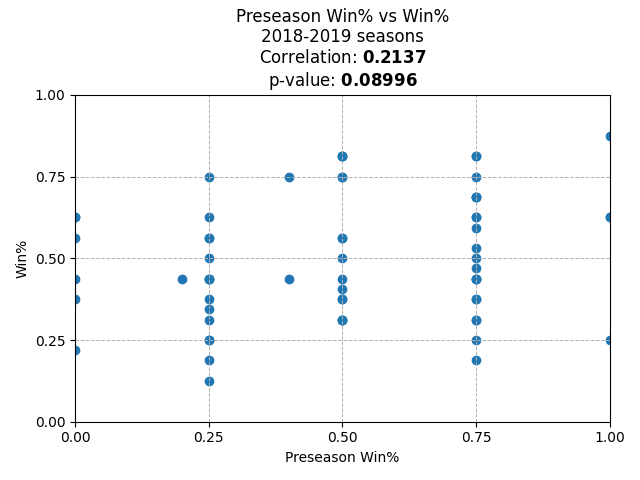 Preseason Win% vs Win%
2018-2019 seasons
Correlation: 0.2137
p-value: 0.08996
1.00
0.75
0.50
0.25
0.00
Win%
0.00 0.25 0.50 0.75 1.00
Preseason Win%